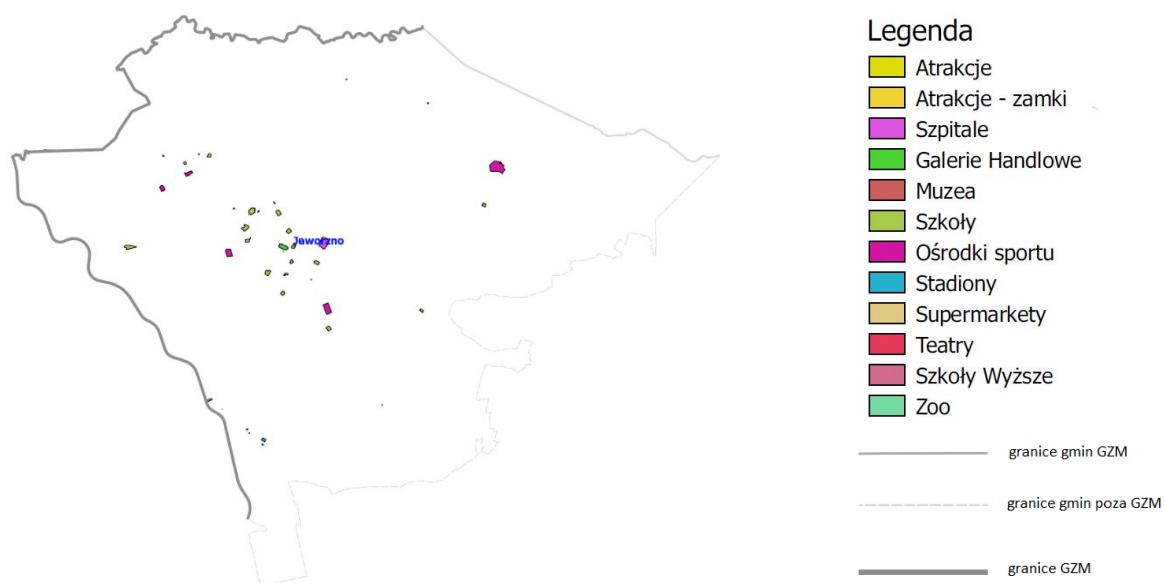 Jaworzno
Legenda
Atrakcje
Atrakcje - zamki
Szpitale
Galerie Handlowe
Muzea
Szkoły
Ośrodki sportu
Stadiony
Supermarkety
Teatry
Szkoły Wyższe
Zoo
granice gmin GZM
granice gmin poza GZM
granice GZM